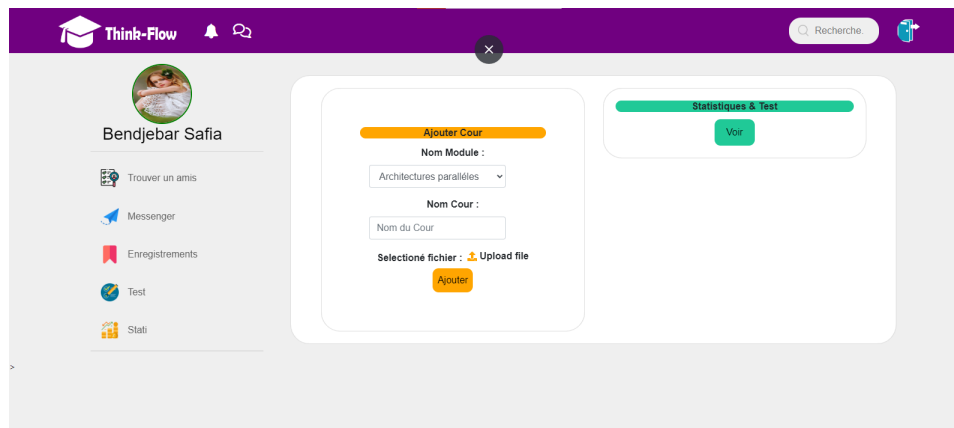 Think-Flow
Recherche.
Bendjebar Safia
Trouver un amis
Messenger
Enregistrements
Test
Stati
>
Ajouter Cour
Nom Module :
Architectures paralléles
Nom Cour :
Nom du Cour
Selectioné fichier : Upload file
Ajouter
Statistiques & Test
Voir